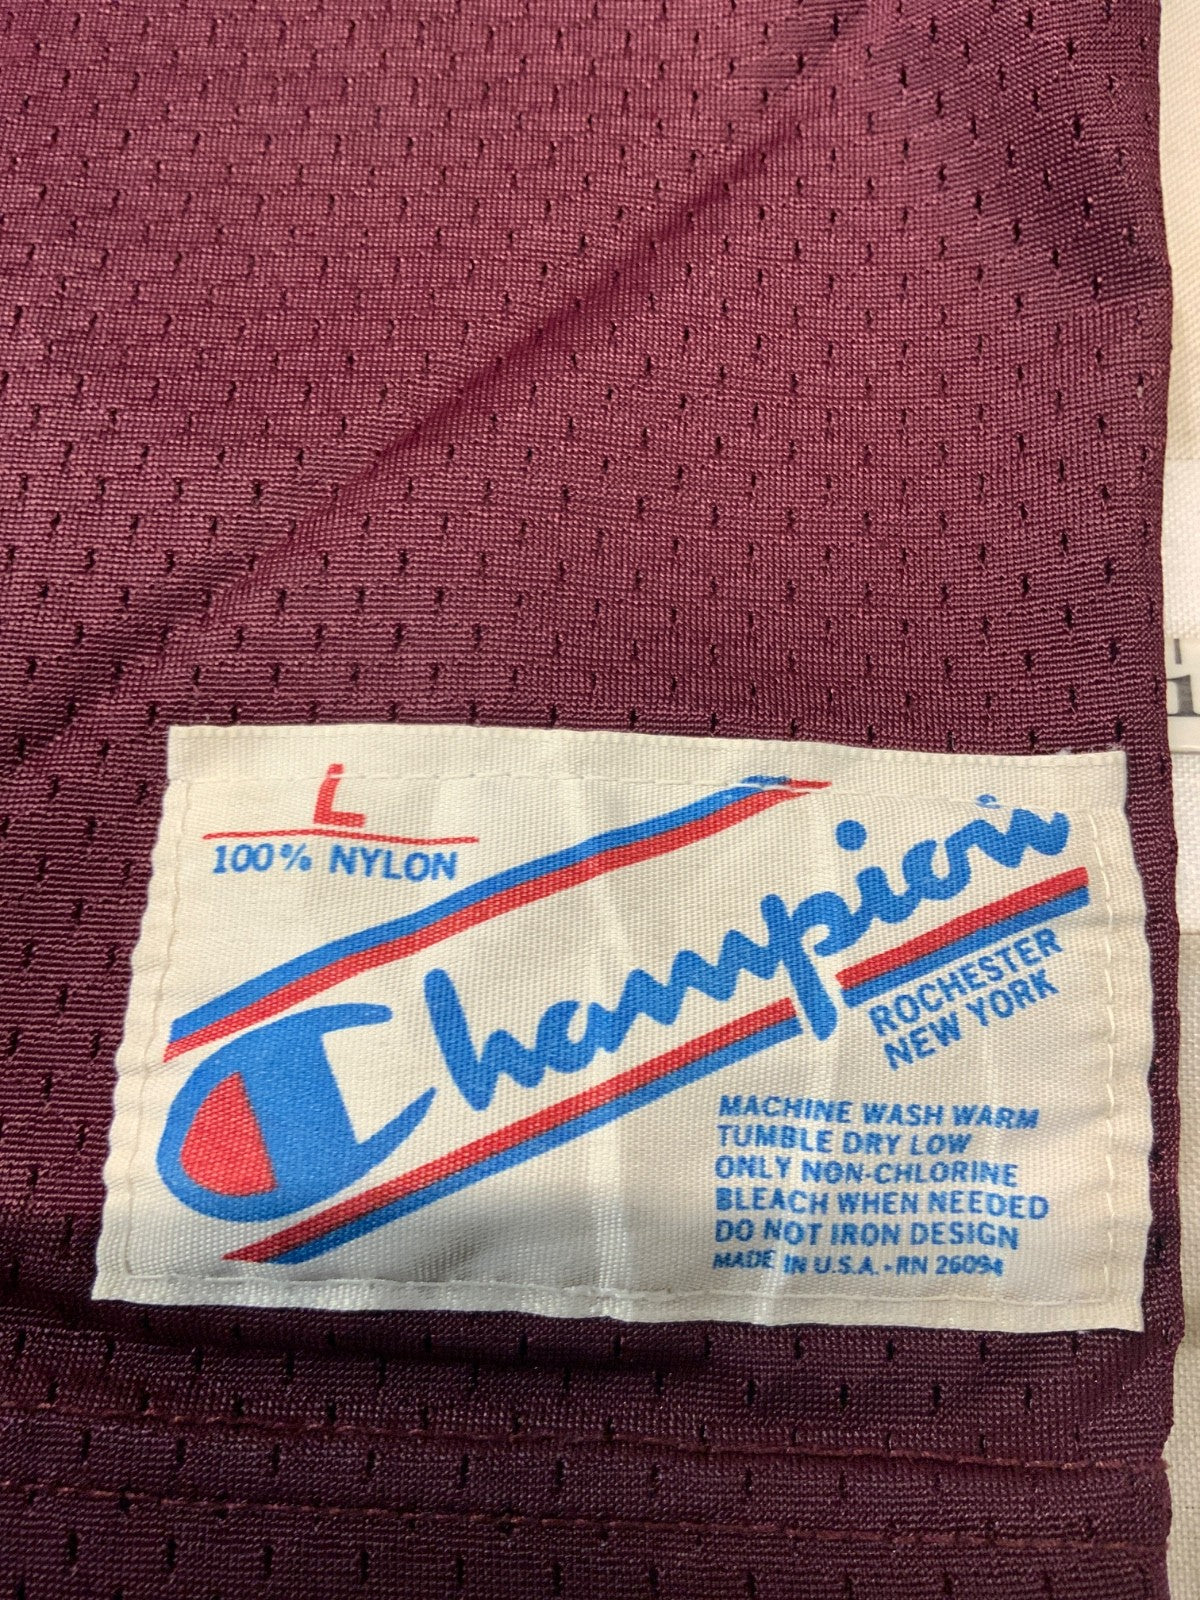 L
100% NYLON
Champion
ROCHESTER
NEW YORK
MACHINE WASH WARM
TUMBLE DRY LOW
ONLY NON-CHLORINE
BLEACH WHEN NEEDED
DO NOT IRON DESIGN
MADE IN U.S.A.-RN 26094
1